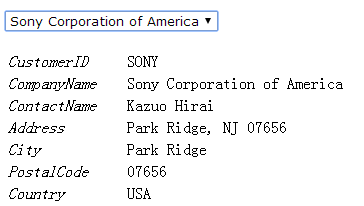 Sony Corporation of America
CustomerID SONY
CompanyName Sony Corporation of America
ContactName Kazuo Hirai
Address Park Ridge, NJ 07656
City Park Ridge
PostalCode 07656
Country USA